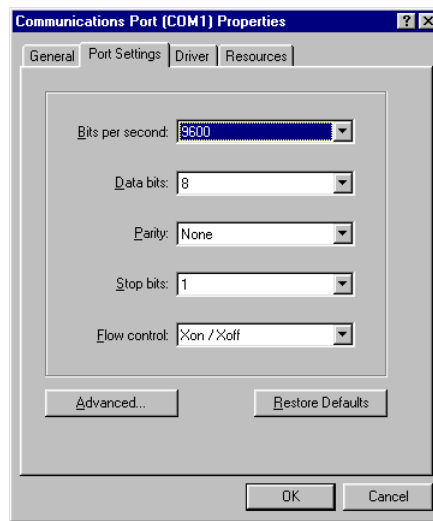 Communications Port (COM1) Properties
General Port Settings Driver Resources
Bits per second: 9600
Data bits: 8
Parity: None
Stop bits: 1
Flow control: Xon / Xoff
Advanced... Restore Defaults
OK Cancel